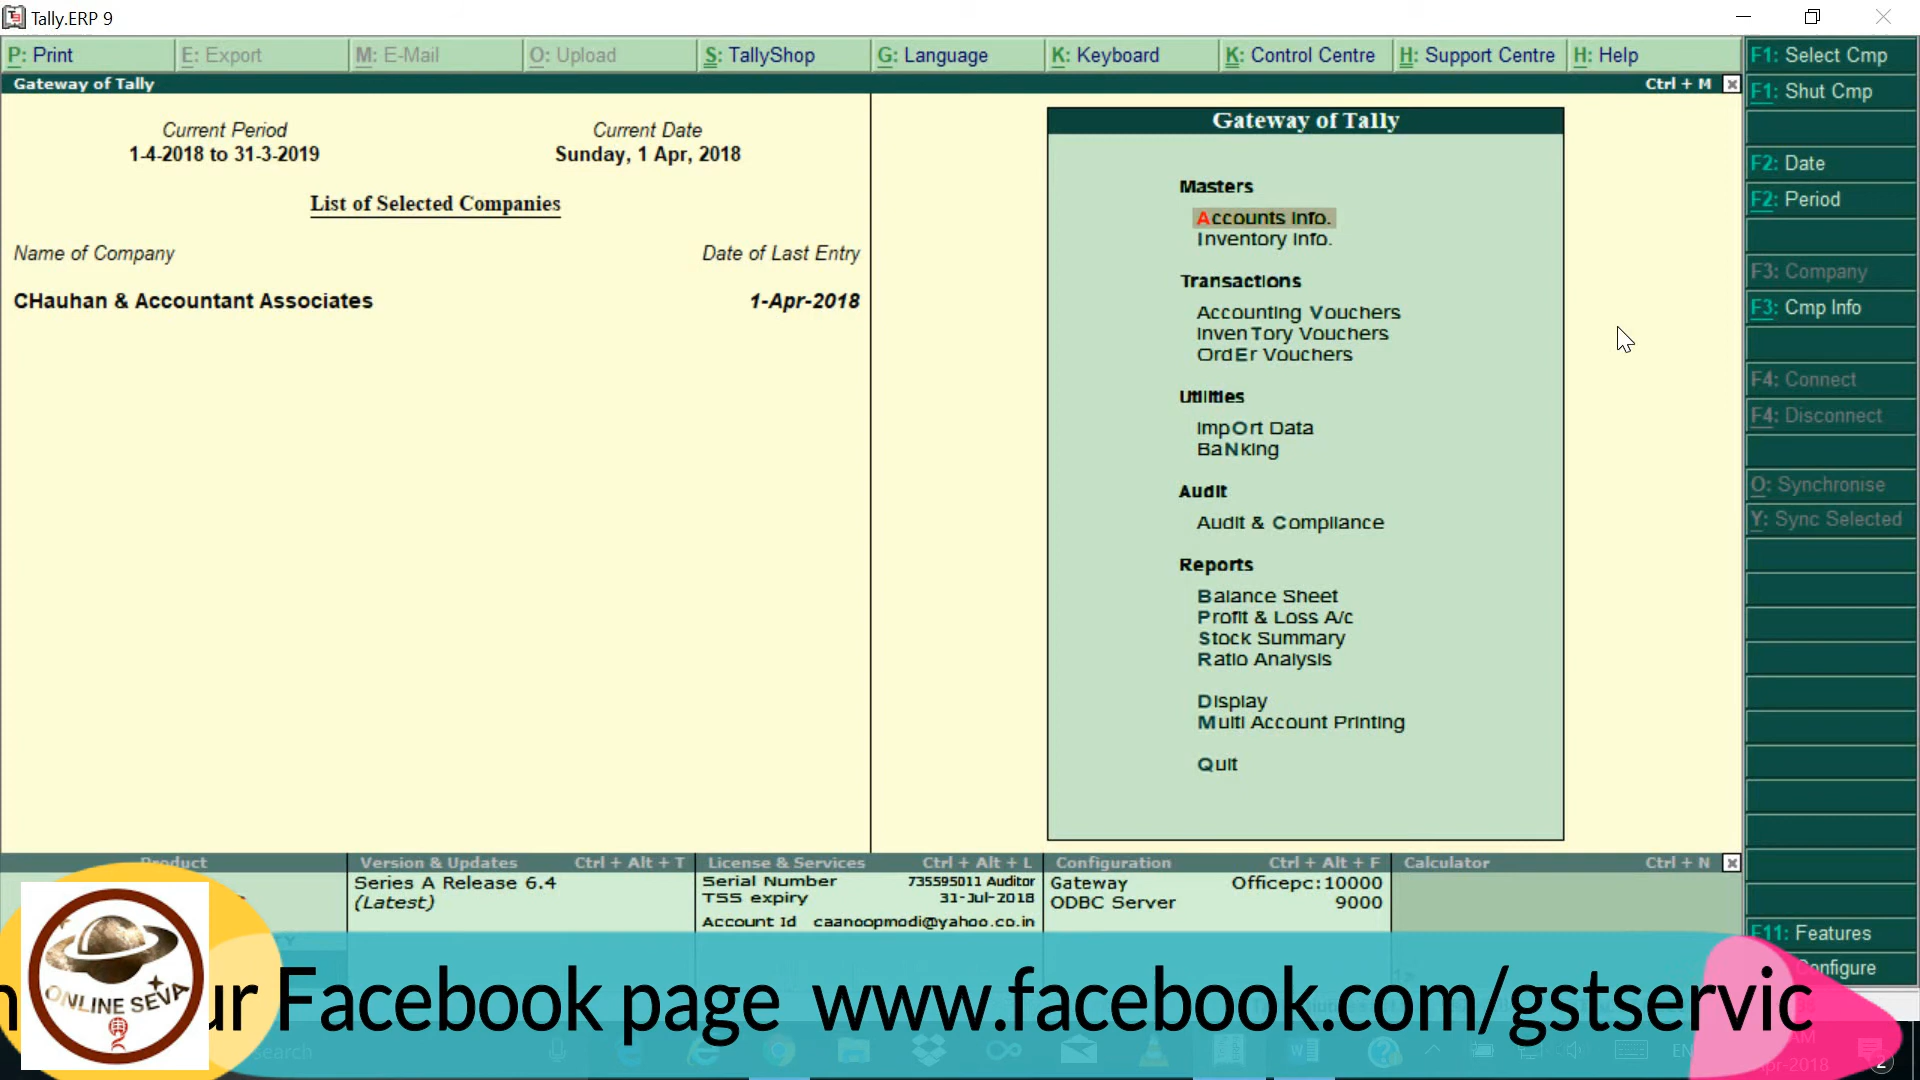 Tally.ERP 9
P: Print E: Export M: E-Mail O: Upload S: TallyShop G: Language K: Keyboard K: Control Centre H: Support Centre H: Help
Gateway of Tally Ctrl + M
Current Period Current Date
1-4-2018 to 31-3-2019 Sunday, 1 Apr, 2018
List of Selected Companies
Name of Company Date of Last Entry
CHauhan & Accountant Associates 1-Apr-2018
Gateway of Tally
Masters
Accounts Info.
Inventory Info.
Transactions
Accounting Vouchers
InvenTory Vouchers
OrdEr Vouchers
Utilities
ImpOrt Data
BaNking
Audit
Audit & Compliance
Reports
Balance Sheet
Profit & Loss A/c
Stock Summary
Ratio Analysis
Display
Multi Account Printing
Quit
F1: Select Cmp
F1: Shut Cmp
F2: Date
F2: Period
F3: Company
F3: Cmp Info
F4: Connect
F4: Disconnect
O: Synchronise
Y: Sync Selected
F11: Features
Product Version & Updates Ctrl + Alt + T License & Services Ctrl + Alt + L Configuration Ctrl + Alt + F Calculator Ctrl + N
Series A Release 6.4
(Latest)
Serial Number 735595011 Auditor
TSS expiry 31-Jul-2018
Account Id caanoopmodi@yahoo.co.in
Gateway Officepc:10000
ODBC Server 9000
ONLINE SEVA
Facebook page www.facebook.com/gstservic
EN
2